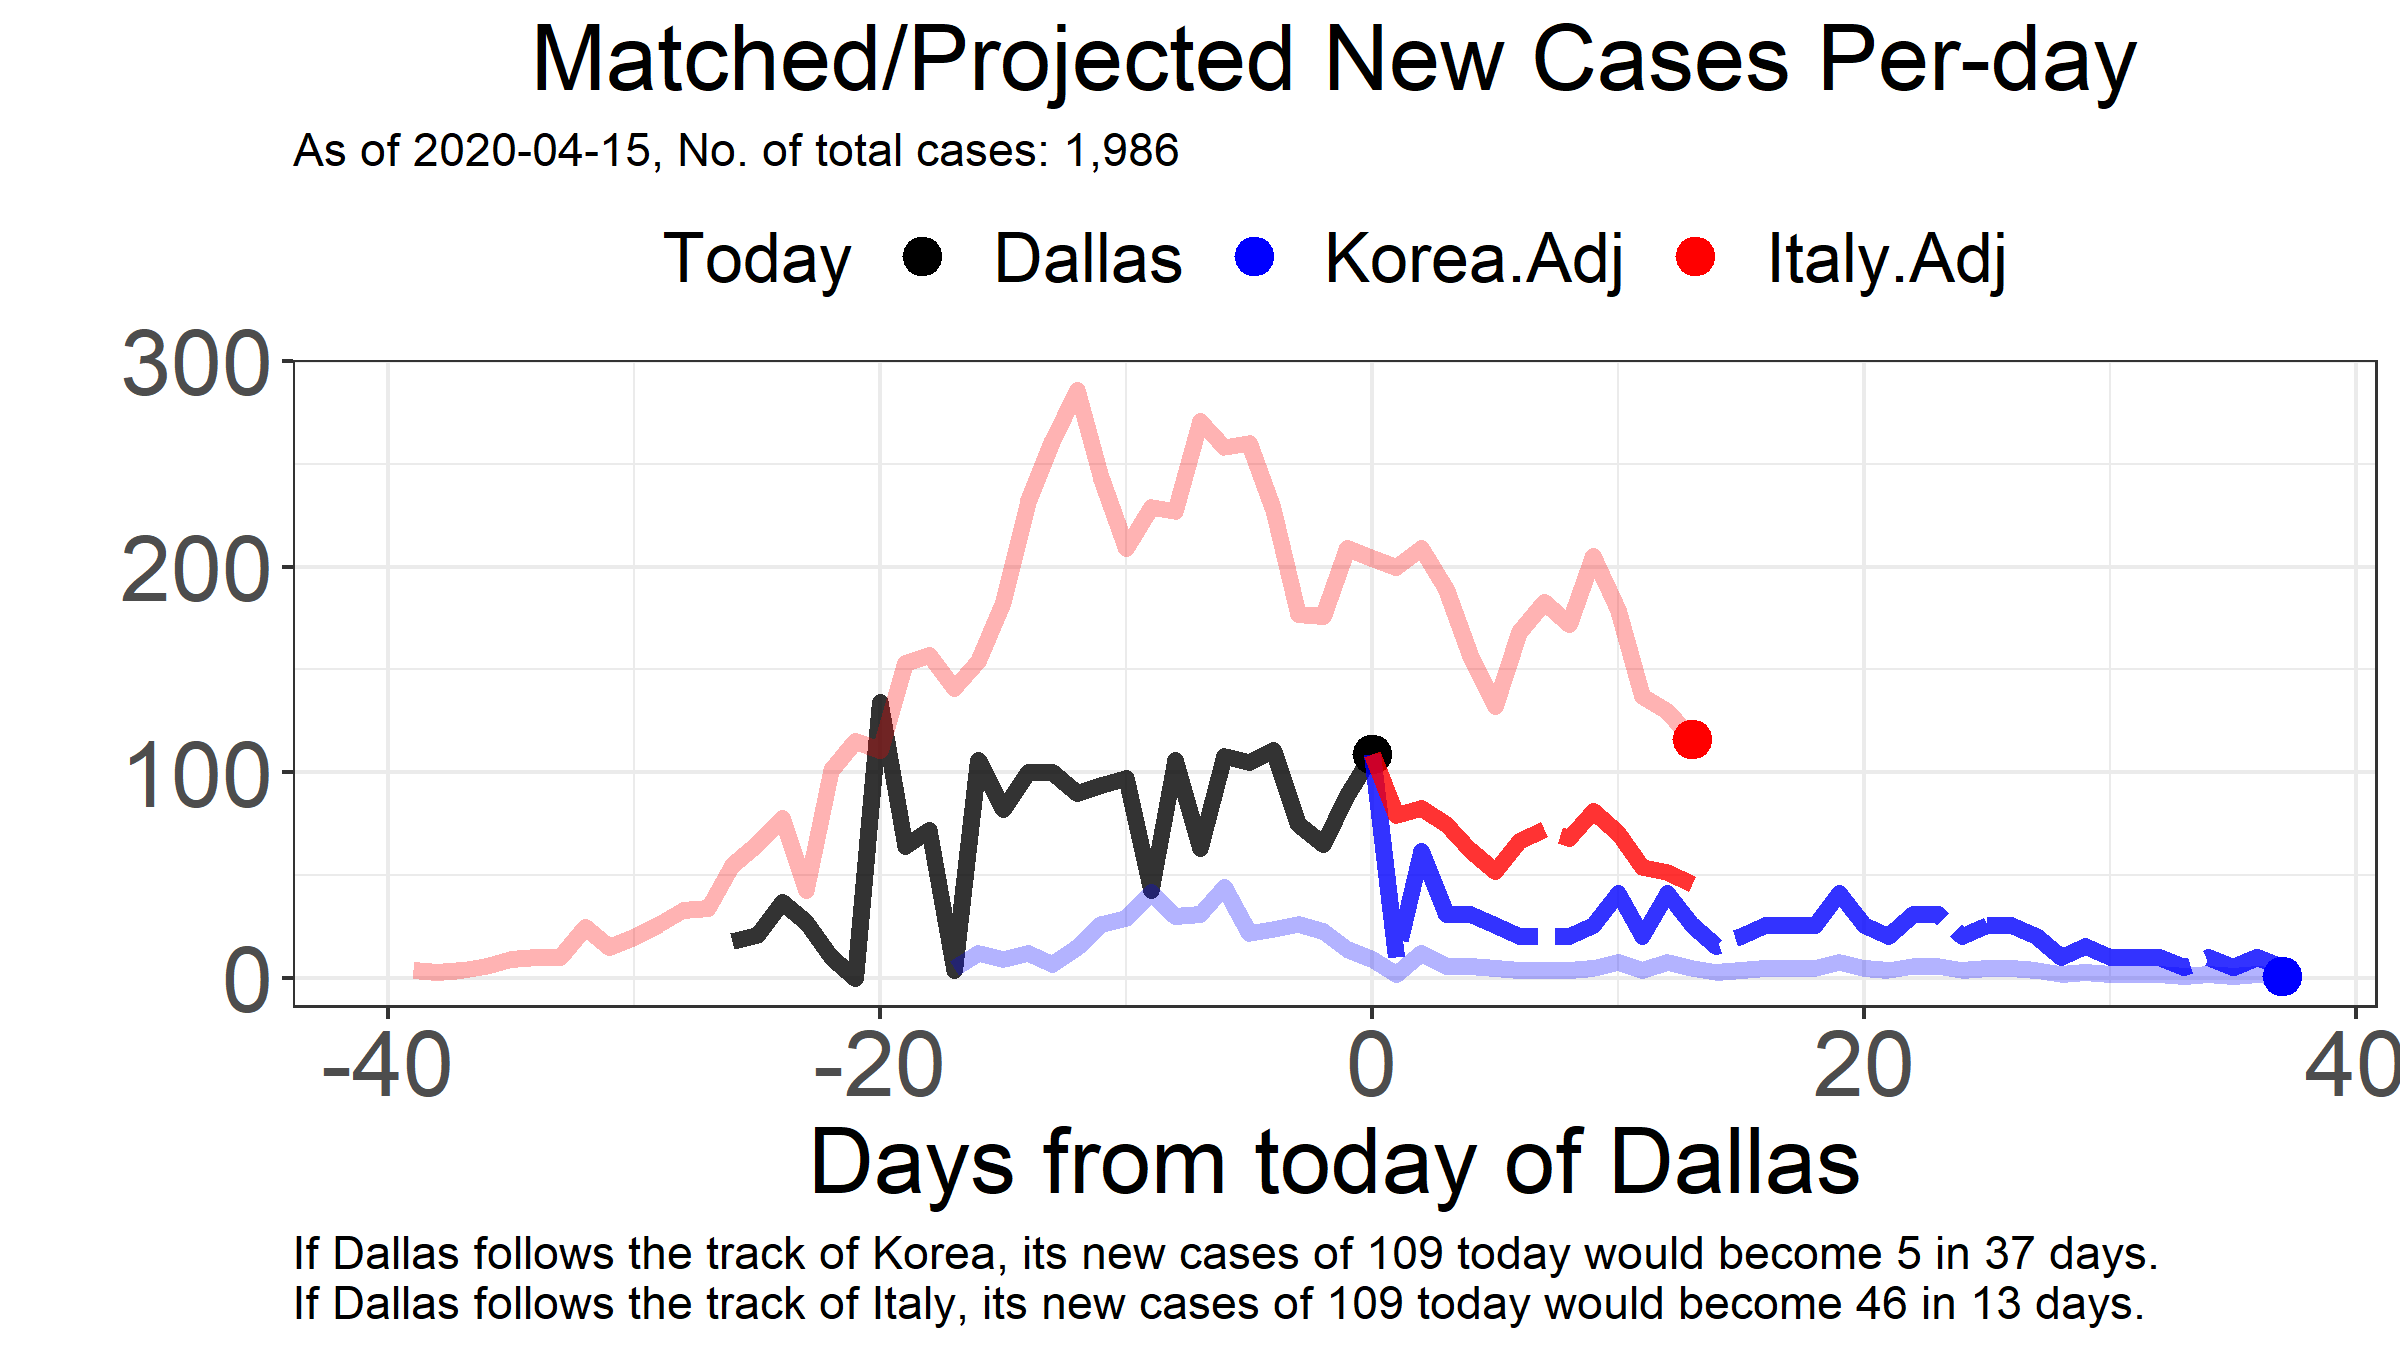 Matched/Projected New Cases Per-day
As of 2020-04-15, No. of total cases: 1,986
Today Dallas Korea.Adj Italy.Adj
300
200
100
0
-40 -20 0 20 40
Days from today of Dallas
If Dallas follows the track of Korea, its new cases of 109 today would become 5 in 37 days.
If Dallas follows the track of Italy, its new cases of 109 today would become 46 in 13 days.